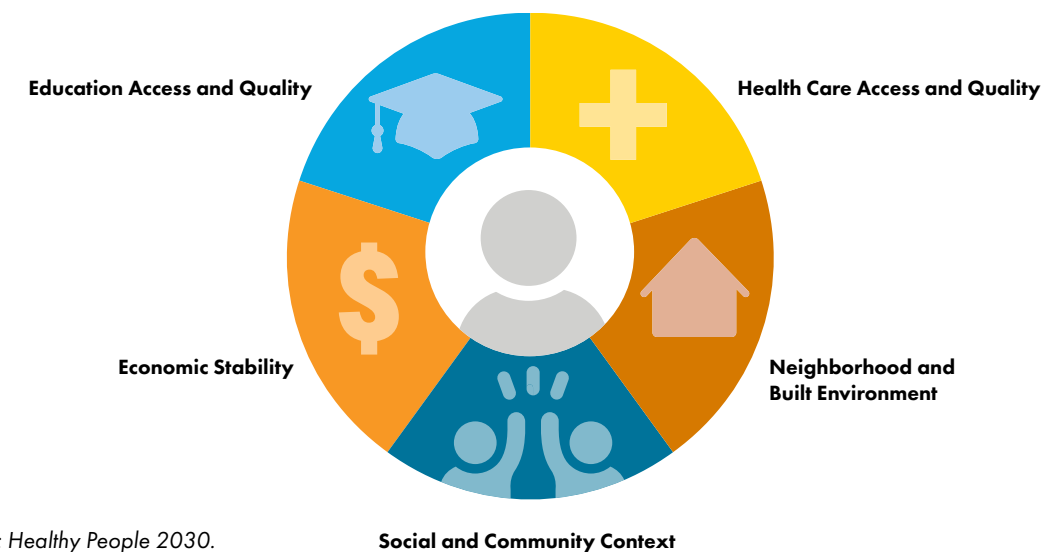 Education Access and Quality
Health Care Access and Quality
$
Economic Stability
Neighborhood and
Built Environment
: Healthy People 2030.
Social and Community Context